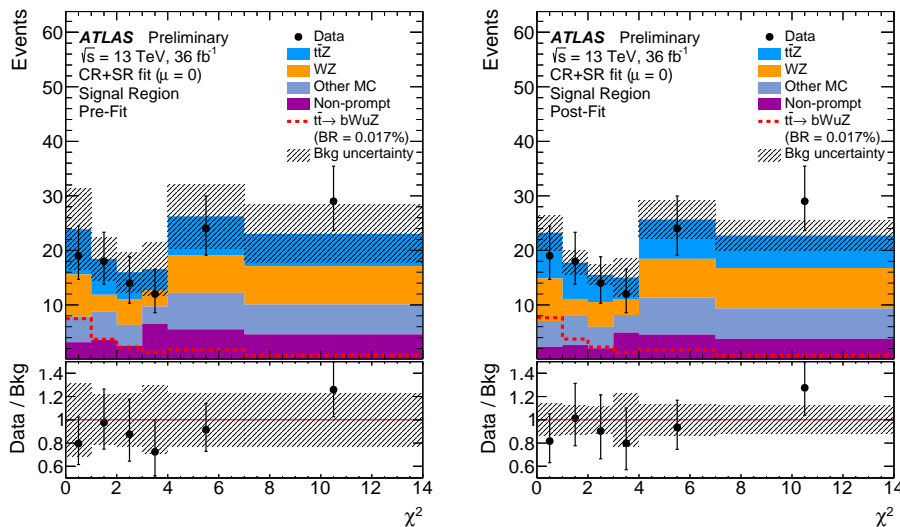 Events
60
50
40
30
20
10
ATLAS Preliminary
√s = 13 TeV, 36 fb⁻¹
CR+SR fit (μ = 0)
Signal Region
Pre-Fit
Data
tt̄Z
WZ
Other MC
Non-prompt
tt̄→ bWuZ
(BR = 0.017%)
Bkg uncertainty
Data / Bkg
1.4
1.2
1
0.8
0.6
0 2 4 6 8 10 12 14
χ²
Events
60
50
40
30
20
10
ATLAS Preliminary
√s = 13 TeV, 36 fb⁻¹
CR+SR fit (μ = 0)
Signal Region
Post-Fit
Data
tt̄Z
WZ
Other MC
Non-prompt
tt̄→ bWuZ
(BR = 0.017%)
Bkg uncertainty
Data / Bkg
1.4
1.2
1
0.8
0.6
0 2 4 6 8 10 12 14
χ²